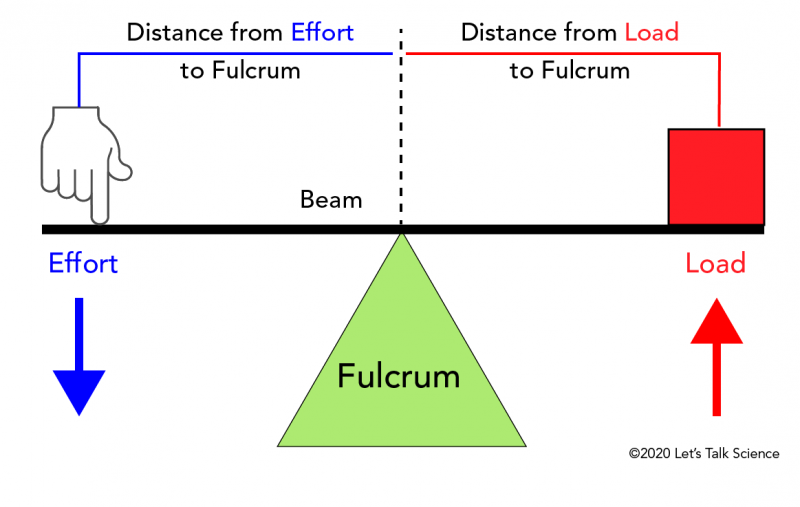 Distance from Effort
to Fulcrum
Distance from Load
to Fulcrum
Beam
Effort
Load
Fulcrum
©2020 Let's Talk Science